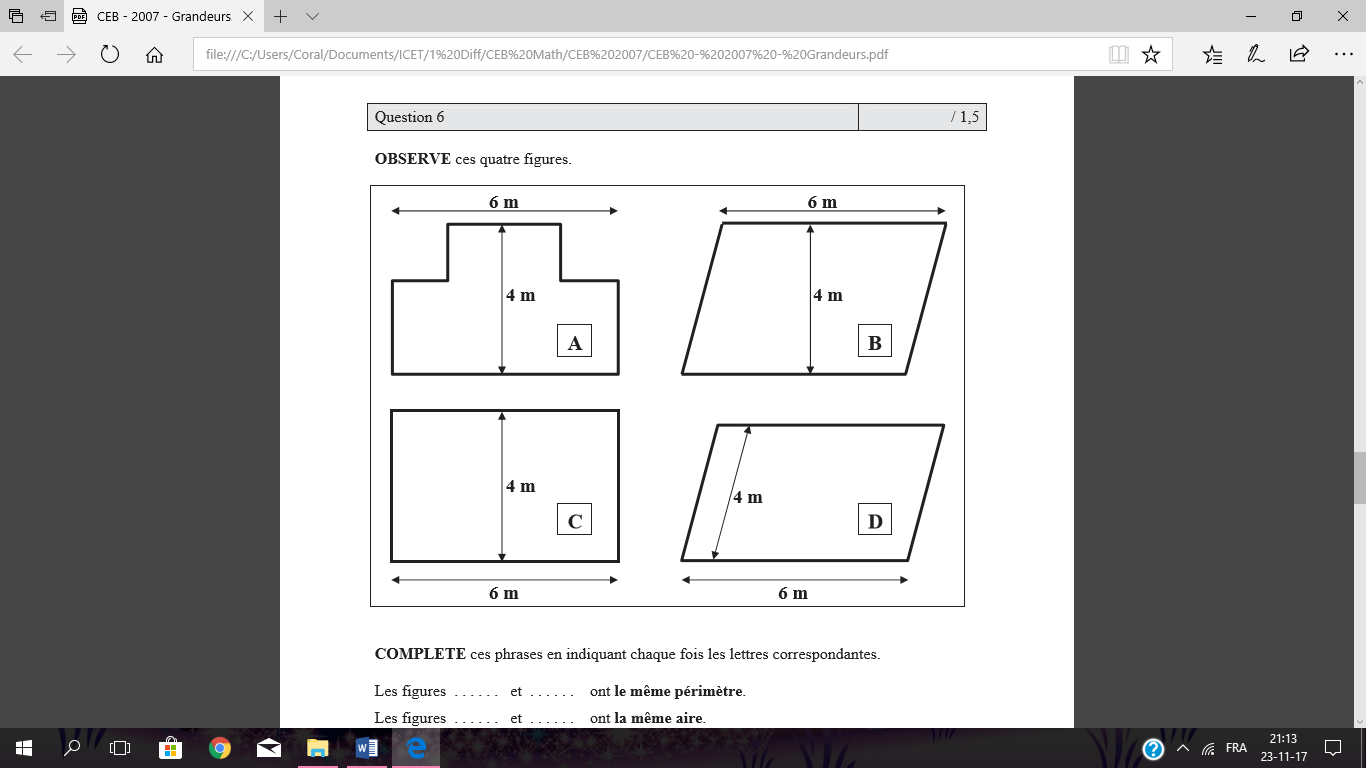 CEB - 2007 - Grandeurs
file:///C:/Users/Coral/Documents/ICET/1%20Diff/CEB%20Math/CEB%202007/CEB%20-%202007%20-%20Grandeurs.pdf
Question 6 / 1,5
OBSERVE ces quatre figures.
6 m 6 m
4 m 4 m
A B
4 m 4 m
C D
6 m 6 m
COMPLETE ces phrases en indiquant chaque fois les lettres correspondantes.
Les figures . . . . . . et . . . . . . ont le même périmètre.
Les figures . . . . . . et . . . . . . ont la même aire.
FRA
21:13
23-11-17